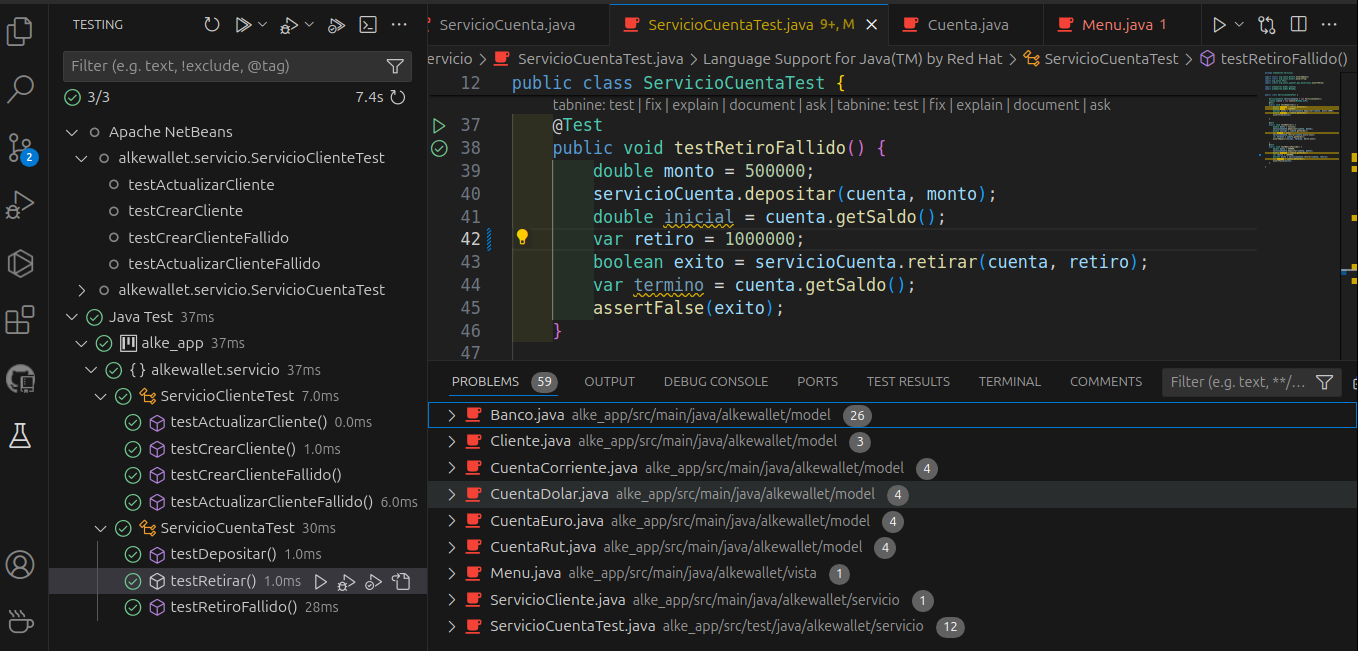 TESTING
Filter (e.g. text, !exclude, @tag)
3/3
7.4s
Apache NetBeans
alkewallet.servicio.ServicioClienteTest
testActualizarCliente
testCrearCliente
testCrearClienteFallido
testActualizarClienteFallido
alkewallet.servicio.ServicioCuentaTest
Java Test 37ms
alke_app 37ms
{} alkewallet.servicio 37ms
ServicioClienteTest 7.0ms
testActualizarCliente() 0.0ms
testCrearCliente() 1.0ms
testCrearClienteFallido()
testActualizarClienteFallido() 6.0ms
ServicioCuentaTest 30ms
testDepositar() 1.0ms
testRetirar() 1.0ms
testRetiroFallido() 28ms
2
ServicioCuenta.java
ServicioCuentaTest.java 9+, M
Cuenta.java
Menu.java 1
ervicio > ServicioCuentaTest.java > Language Support for Java(TM) by Red Hat > ServicioCuentaTest > testRetiroFallido()
12 public class ServicioCuentaTest {
tabnine: test | fix | explain | document | ask | tabnine: test | fix | explain | document | ask
37 @Test
38 public void testRetiroFallido() {
39 double monto = 500000;
40 servicioCuenta.depositar(cuenta, monto);
41 double inicial = cuenta.getSaldo();
42 var retiro = 1000000;
43 boolean exito = servicioCuenta.retirar(cuenta, retiro);
44 var termino = cuenta.getSaldo();
45 assertFalse(exito);
46 }
47
PROBLEMS 59 OUTPUT DEBUG CONSOLE PORTS TEST RESULTS TERMINAL COMMENTS Filter (e.g. text, **/...
Banco.java alke_app/src/main/java/alkewallet/model 26
Cliente.java alke_app/src/main/java/alkewallet/model 3
CuentaCorriente.java alke_app/src/main/java/alkewallet/model 4
CuentaDolar.java alke_app/src/main/java/alkewallet/model 4
CuentaEuro.java alke_app/src/main/java/alkewallet/model 4
CuentaRut.java alke_app/src/main/java/alkewallet/model 4
Menu.java alke_app/src/main/java/alkewallet/vista 1
ServicioCliente.java alke_app/src/main/java/alkewallet/servicio 1
ServicioCuentaTest.java alke_app/src/test/java/alkewallet/servicio 12